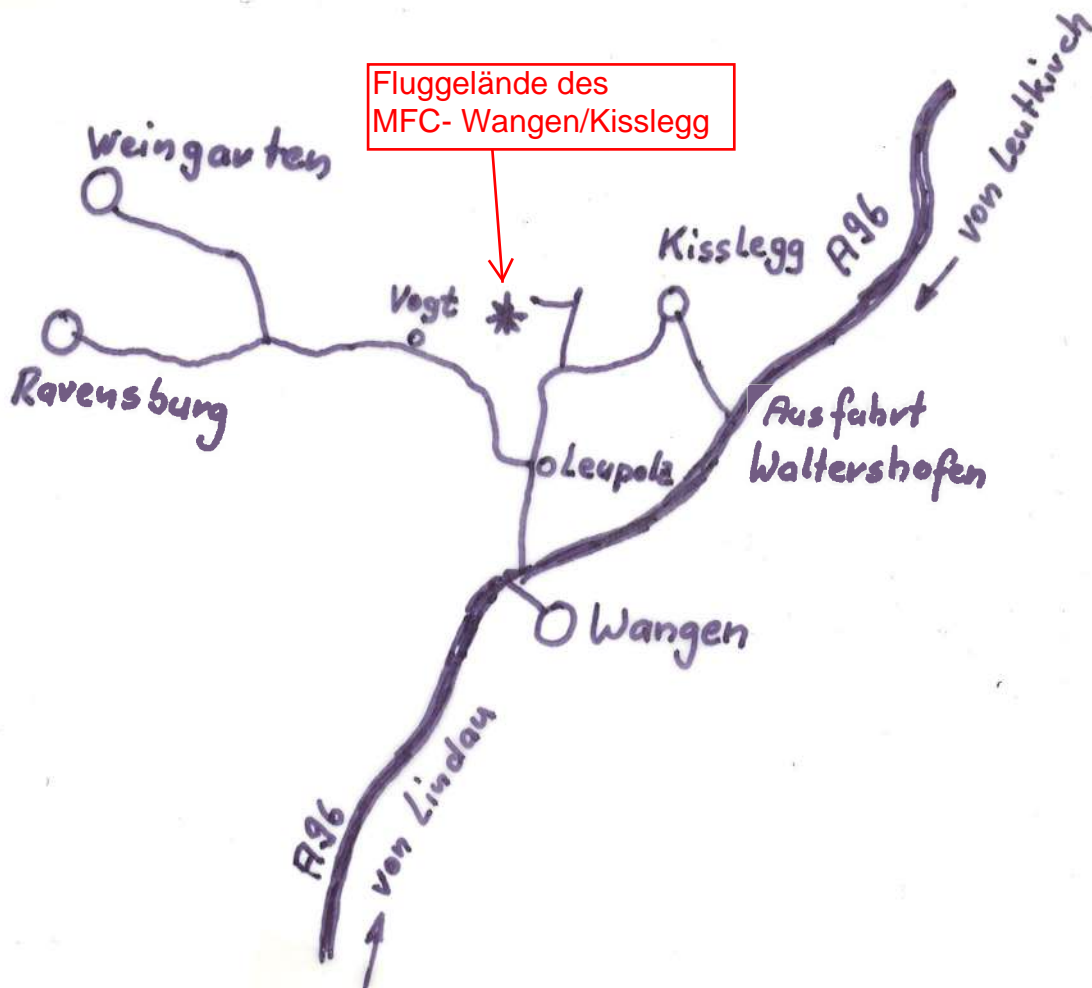 Fluggelände des
MFC- Wangen/Kisslegg
Weingarten
von Leutkirch
A96
Kisslegg
Vogt
Ravensburg
Ausfahrt
Waltershofen
Leupolz
Wangen
von Lindau
A96